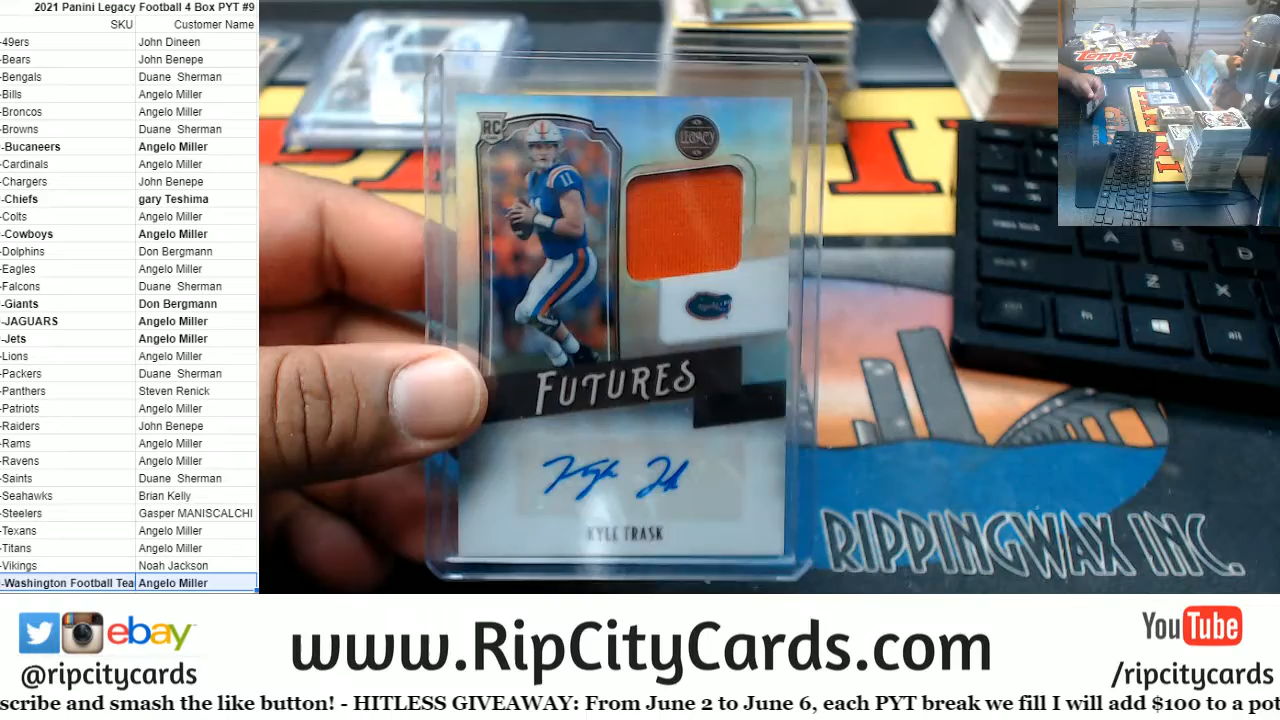 2021 Panini Legacy Football 4 Box PYT #9
SKU Customer Name
-49ers John Dineen
-Bears John Benepe
-Bengals Duane Sherman
-Bills Angelo Miller
-Broncos Angelo Miller
-Browns Duane Sherman
-Bucaneers Angelo Miller
-Cardinals Angelo Miller
-Chargers John Benepe
-Chiefs gary Teshima
-Colts Angelo Miller
-Cowboys Angelo Miller
-Dolphins Don Bergmann
-Eagles Angelo Miller
-Falcons Duane Sherman
-Giants Don Bergmann
-JAGUARS Angelo Miller
-Jets Angelo Miller
-Lions Angelo Miller
-Packers Duane Sherman
-Panthers Steven Renick
-Patriots Angelo Miller
-Raiders John Benepe
-Rams Angelo Miller
-Ravens Angelo Miller
-Saints Duane Sherman
-Seahawks Brian Kelly
-Steelers Gasper MANISCALCHI
-Texans Angelo Miller
-Titans Angelo Miller
-Vikings Noah Jackson
-Washington Football Tea Angelo Miller
RC
LEGACY
11
FUTURES
KYLE TRASK
A
S
D
Z
X
fn
alt
RIPPINGWAX INC.
Topps
PANINI
ebay
@ripcitycards
www.RipCityCards.com
YouTube
/ripcitycards
scribe and smash the like button! - HITLESS GIVEAWAY: From June 2 to June 6, each PYT break we fill I will add $100 to a pot